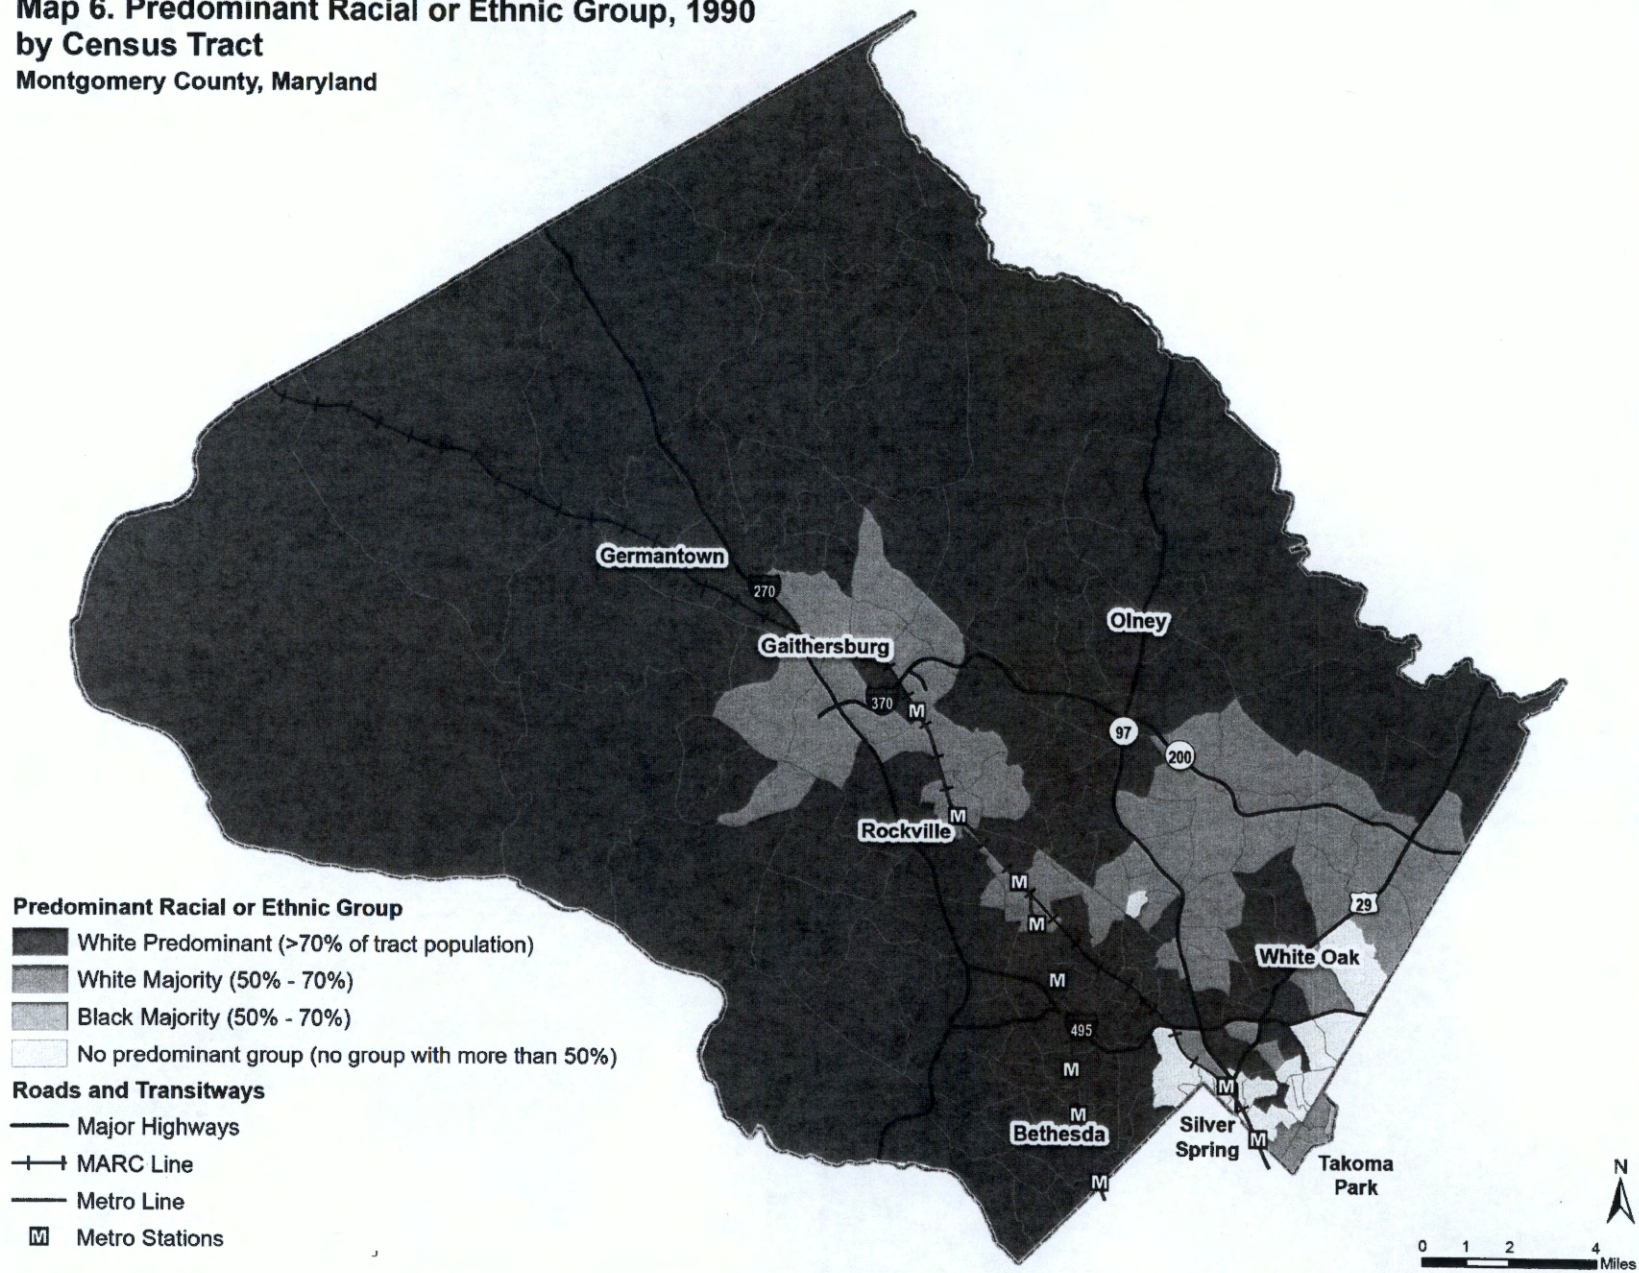 Map 6. Predominant Racial or Ethnic Group, 1990
by Census Tract
Montgomery County, Maryland
Germantown
270
Gaithersburg
370
M
Olney
97
200
Rockville
M
M
M
29
White Oak
M
495
M
M
Bethesda
M
M
Silver
Spring
M
Takoma
Park
M
Predominant Racial or Ethnic Group
White Predominant (>70% of tract population)
White Majority (50% - 70%)
Black Majority (50% - 70%)
No predominant group (no group with more than 50%)
Roads and Transitways
Major Highways
MARC Line
Metro Line
M Metro Stations
N
0 1 2 4
Miles